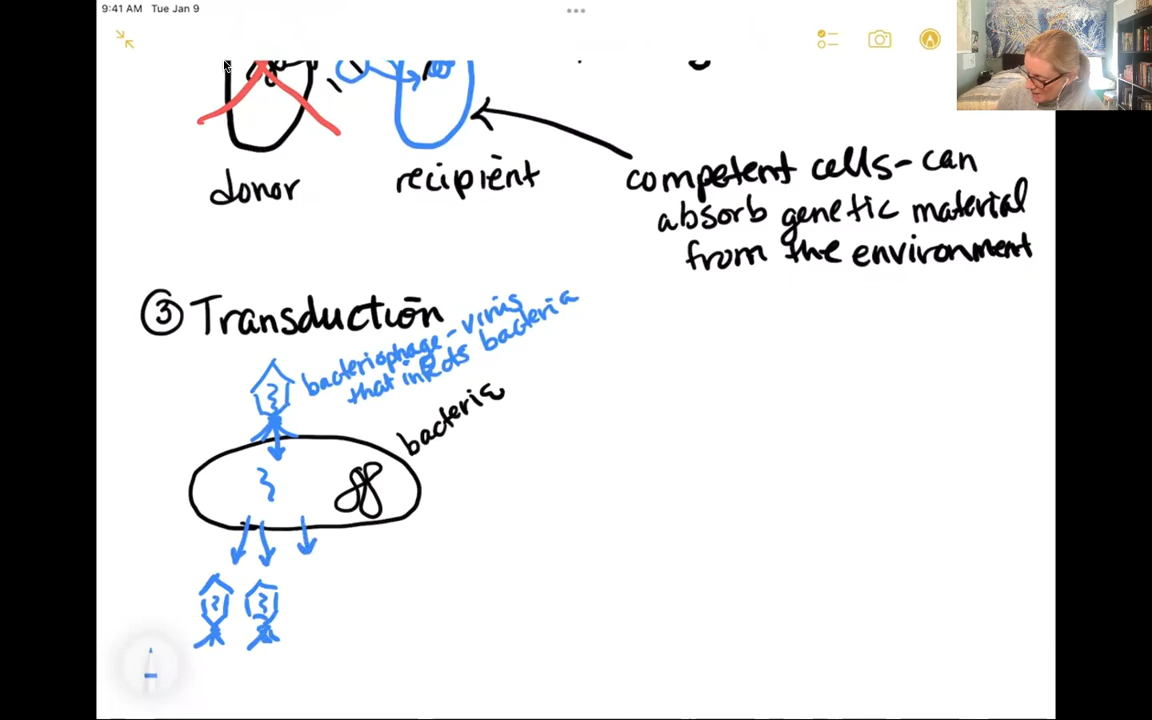 9:41 AM Tue Jan 9
donor
recipient
competent cells - can
absorb genetic material
from the environment
③ Transduction
bacteriophage - virus
that infects bacteria
bacteria